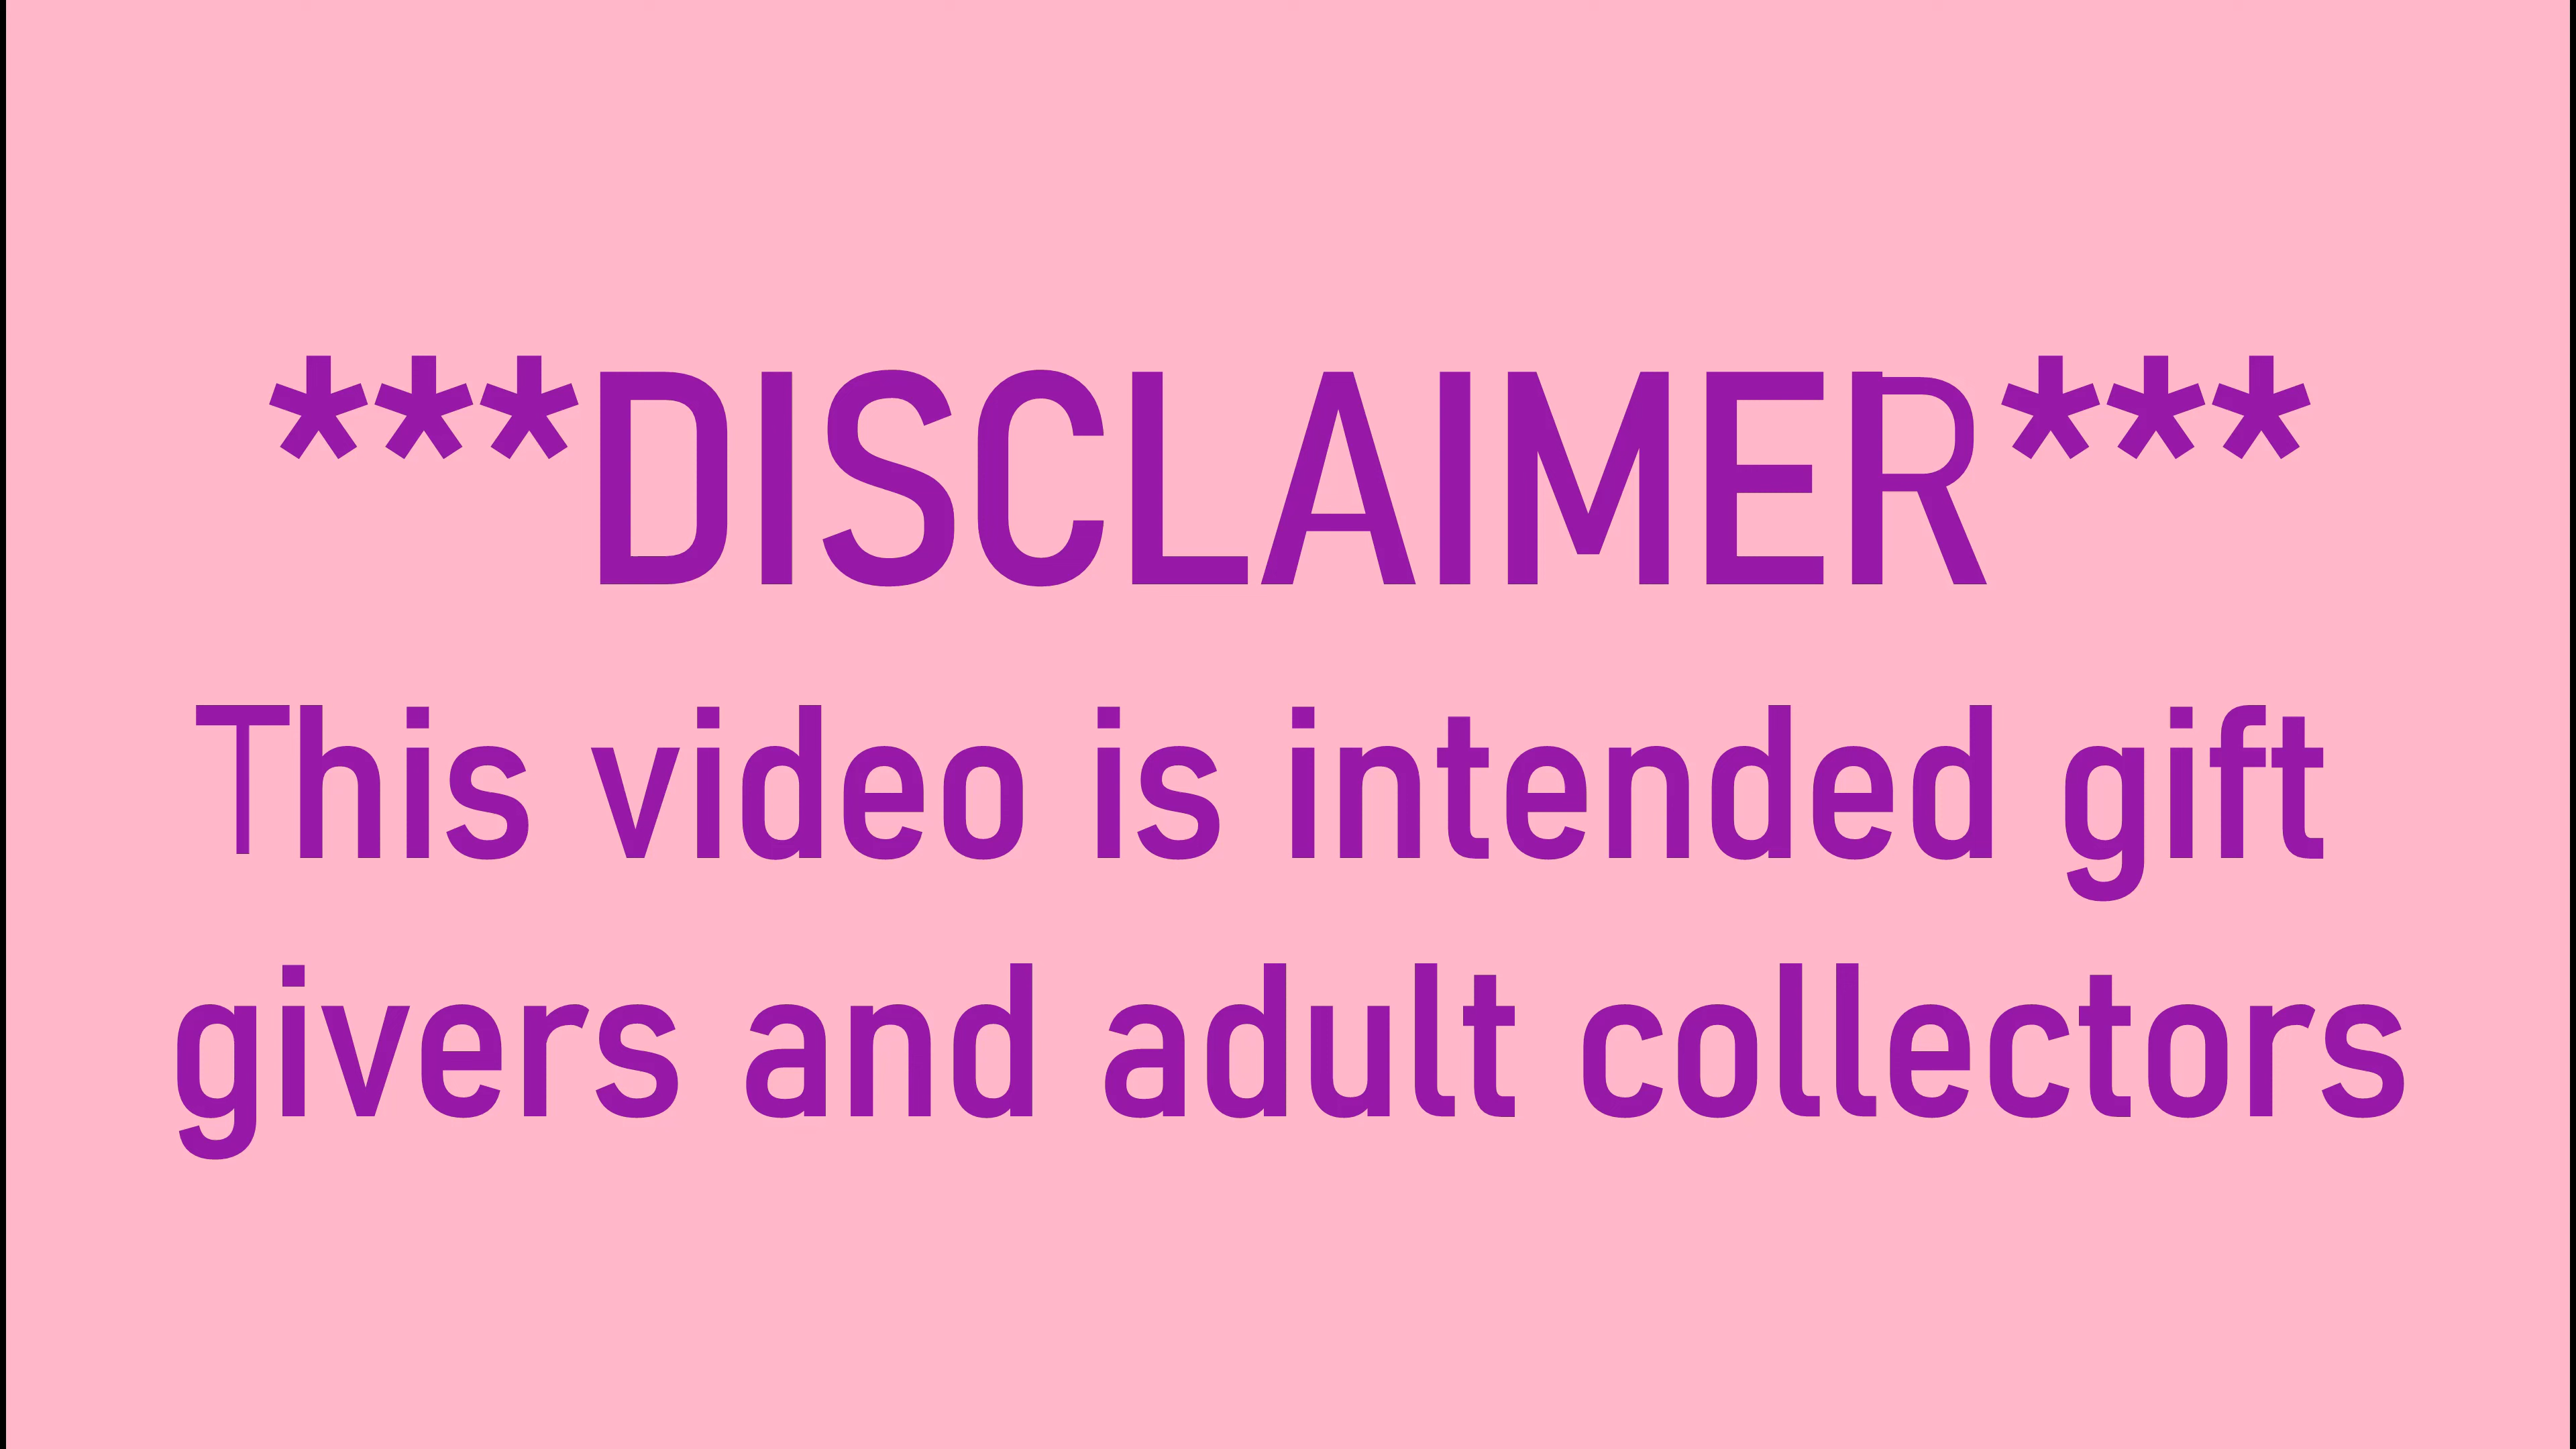 ***DISCLAIMER***
This video is intended gift
givers and adult collectors